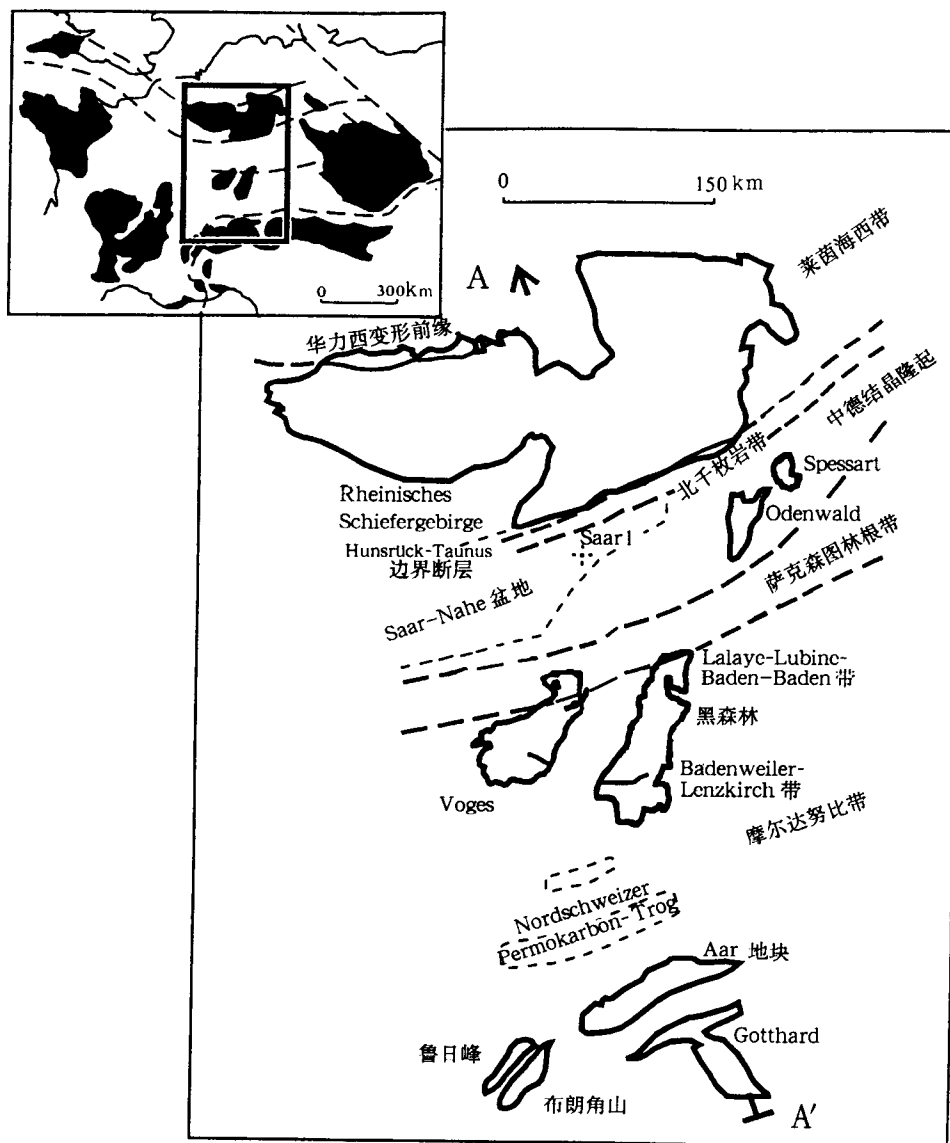 0 300km
0 150 km
莱茵海西带
A
华力西变形前缘
中德结晶隆起
北千枚岩带
Spessart
Rheinisches
Schiefergebirge
Odenwald
Saar 1
Hunsrück-Taunus
边界断层
萨克森图林根带
Saar-Nahe 盆地
Lalaye-Lubine-
Baden-Baden 带
黑森林
Badenweiler-
Lenzkirch 带
Voges
摩尔达努比带
Nordschweizer
Permokarbon-Trog
Aar 地块
Gotthard
鲁日峰
布朗角山
A′